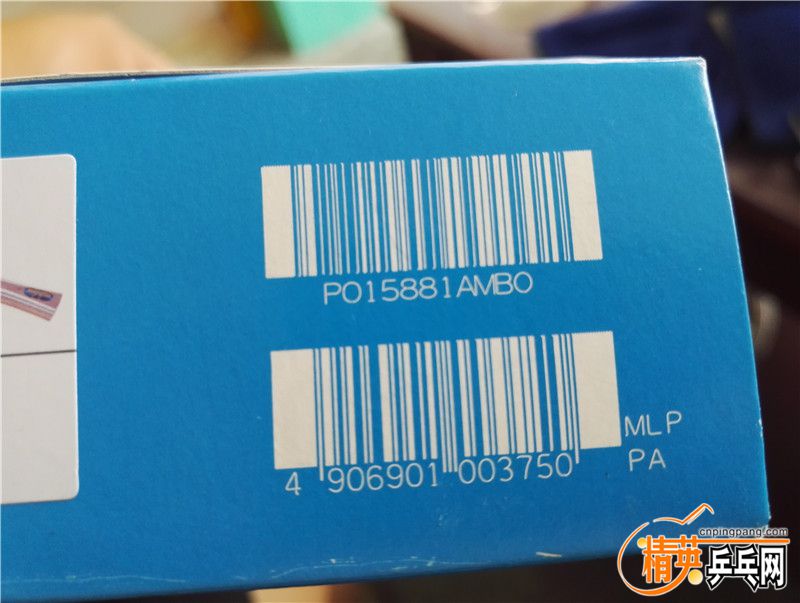 PO15881AMBO
4 906901 003750
MLP
PA
cnpingpang.com
精英乒乓网